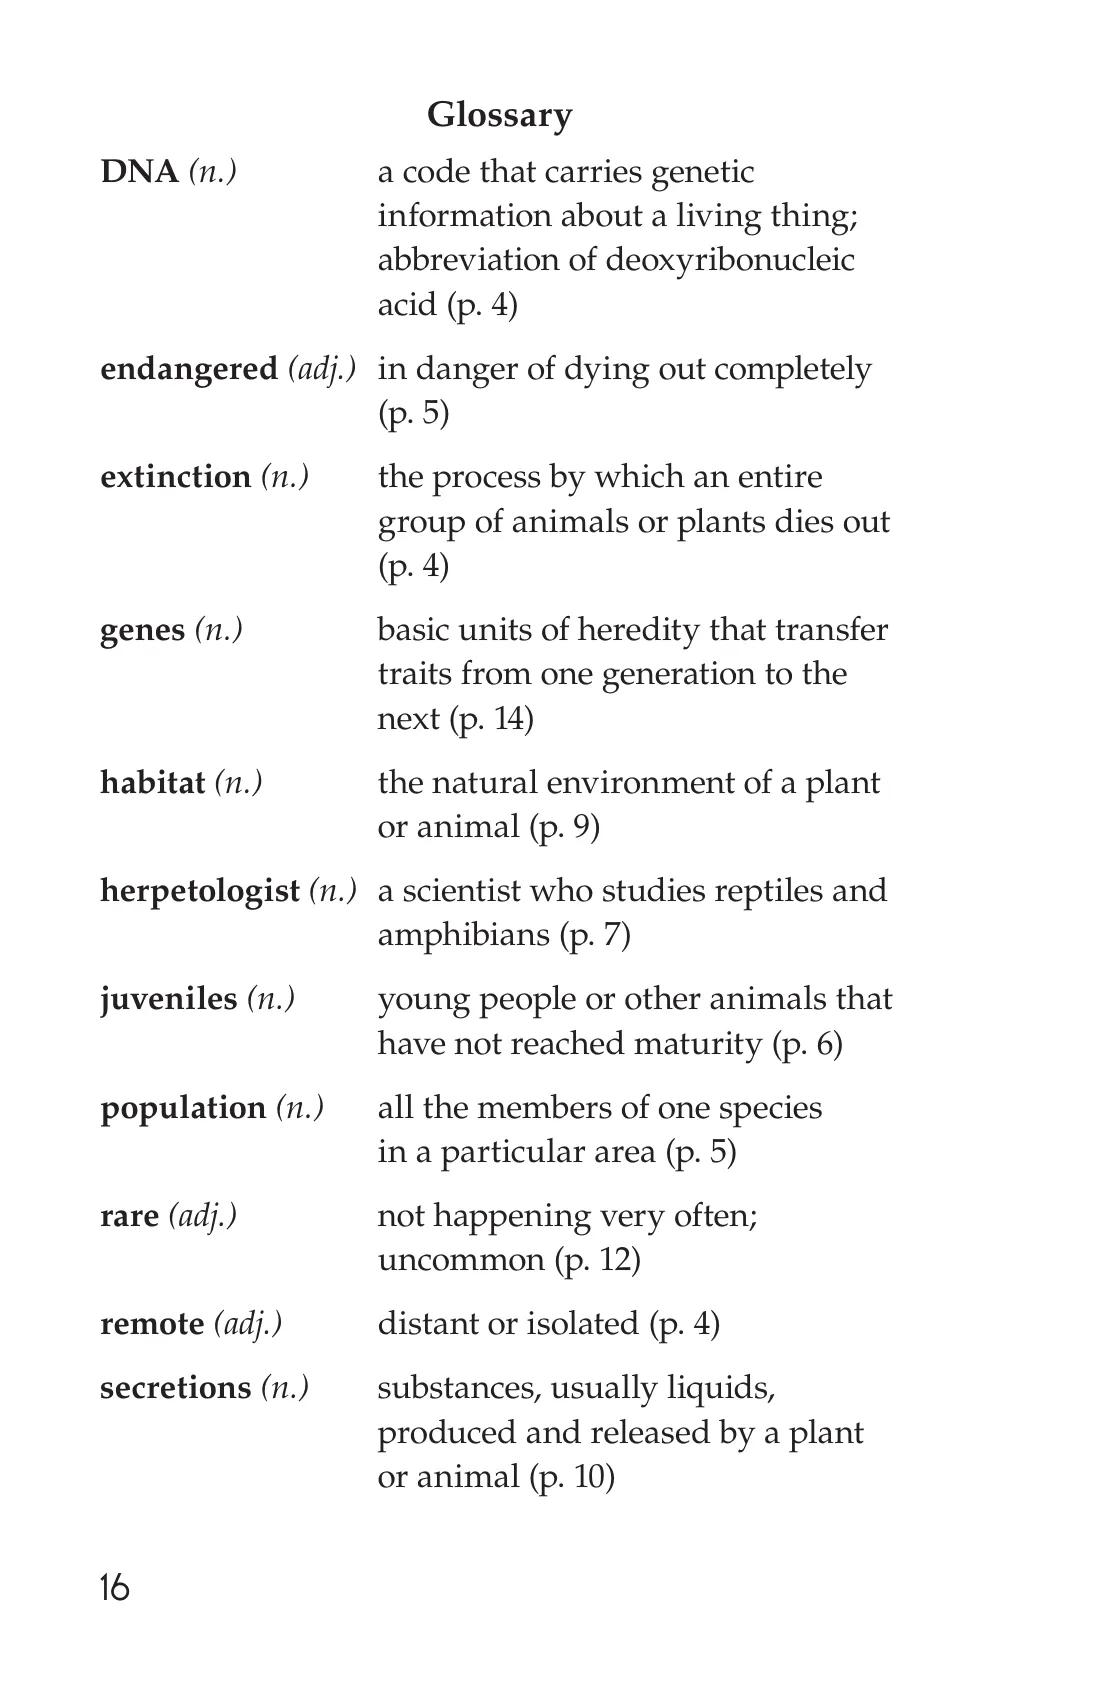 Glossary
DNA (n.) a code that carries genetic
information about a living thing;
abbreviation of deoxyribonucleic
acid (p. 4)
endangered (adj.) in danger of dying out completely
(p. 5)
extinction (n.) the process by which an entire
group of animals or plants dies out
(p. 4)
genes (n.) basic units of heredity that transfer
traits from one generation to the
next (p. 14)
habitat (n.) the natural environment of a plant
or animal (p. 9)
herpetologist (n.) a scientist who studies reptiles and
amphibians (p. 7)
juveniles (n.) young people or other animals that
have not reached maturity (p. 6)
population (n.) all the members of one species
in a particular area (p. 5)
rare (adj.) not happening very often;
uncommon (p. 12)
remote (adj.) distant or isolated (p. 4)
secretions (n.) substances, usually liquids,
produced and released by a plant
or animal (p. 10)
16